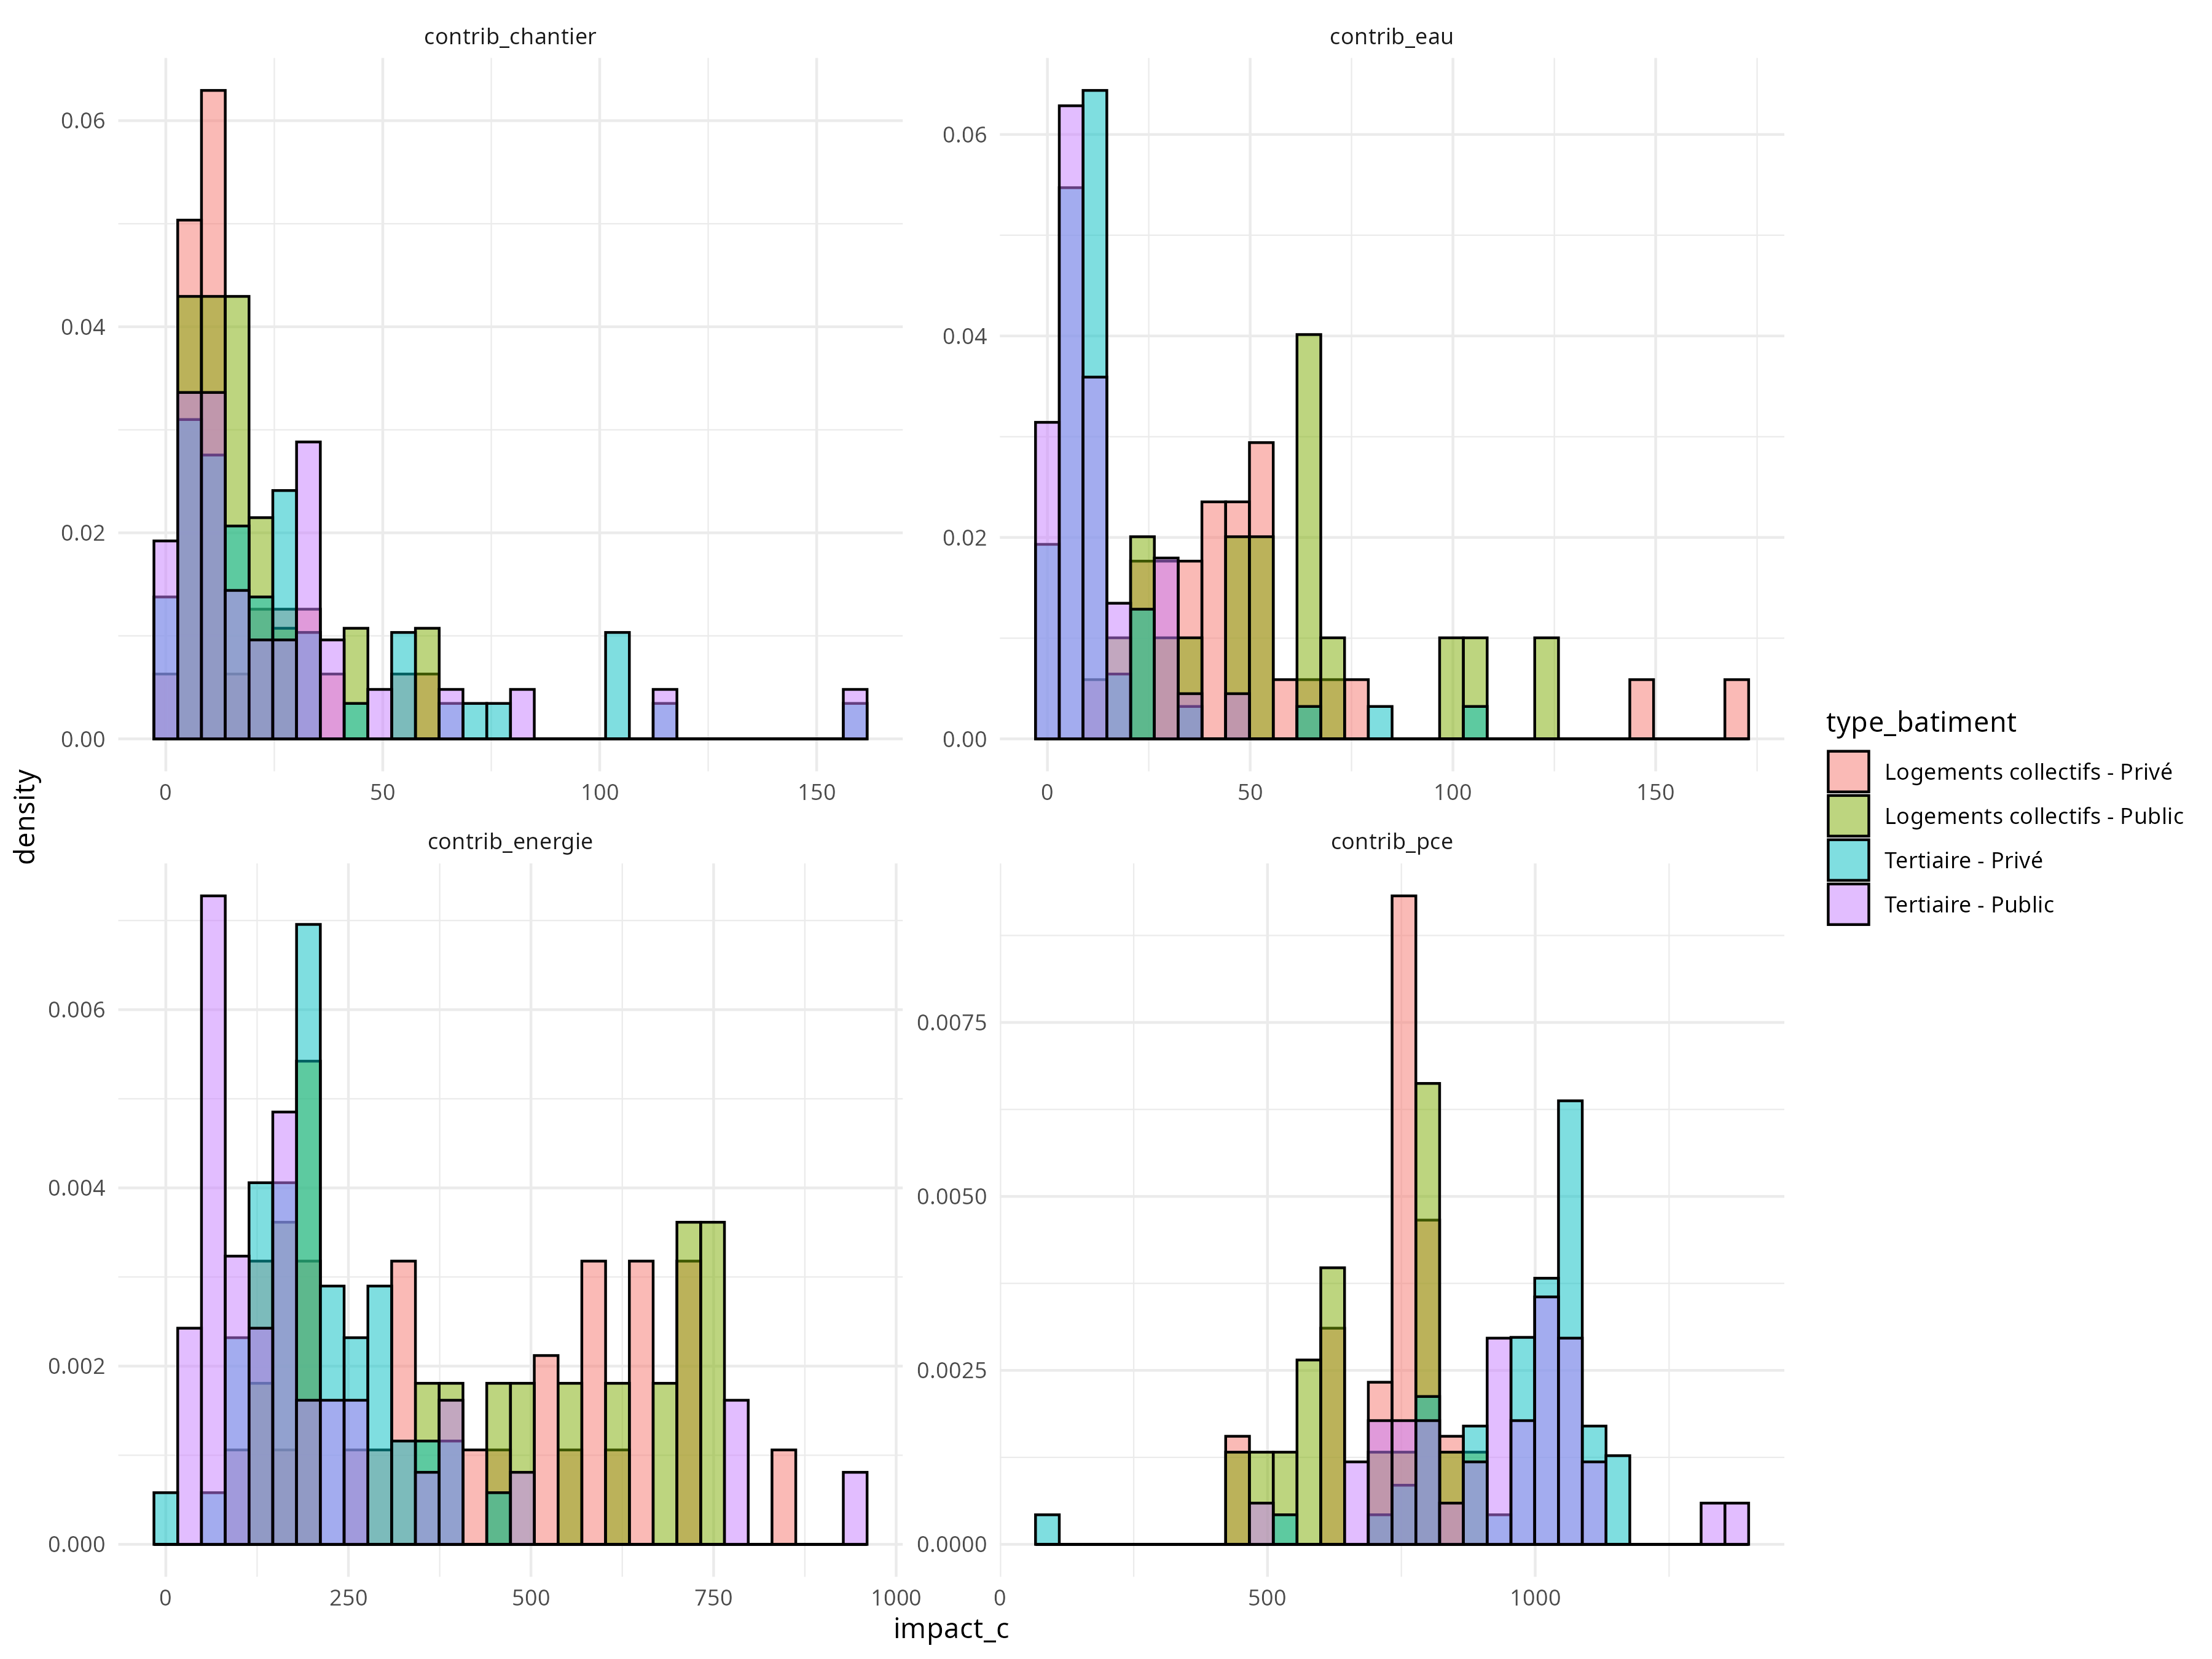 contrib_chantier
contrib_eau
0.06
0.04
0.02
0.00
0.06
0.04
0.02
0.00
0
50
100
150
0
50
100
150
contrib_energie
contrib_pce
0.006
0.004
0.002
0.000
0.0075
0.0050
0.0025
0.0000
0
250
500
750
1000
0
500
1000
density
impact_c
type_batiment
Logements collectifs - Privé
Logements collectifs - Public
Tertiaire - Privé
Tertiaire - Public